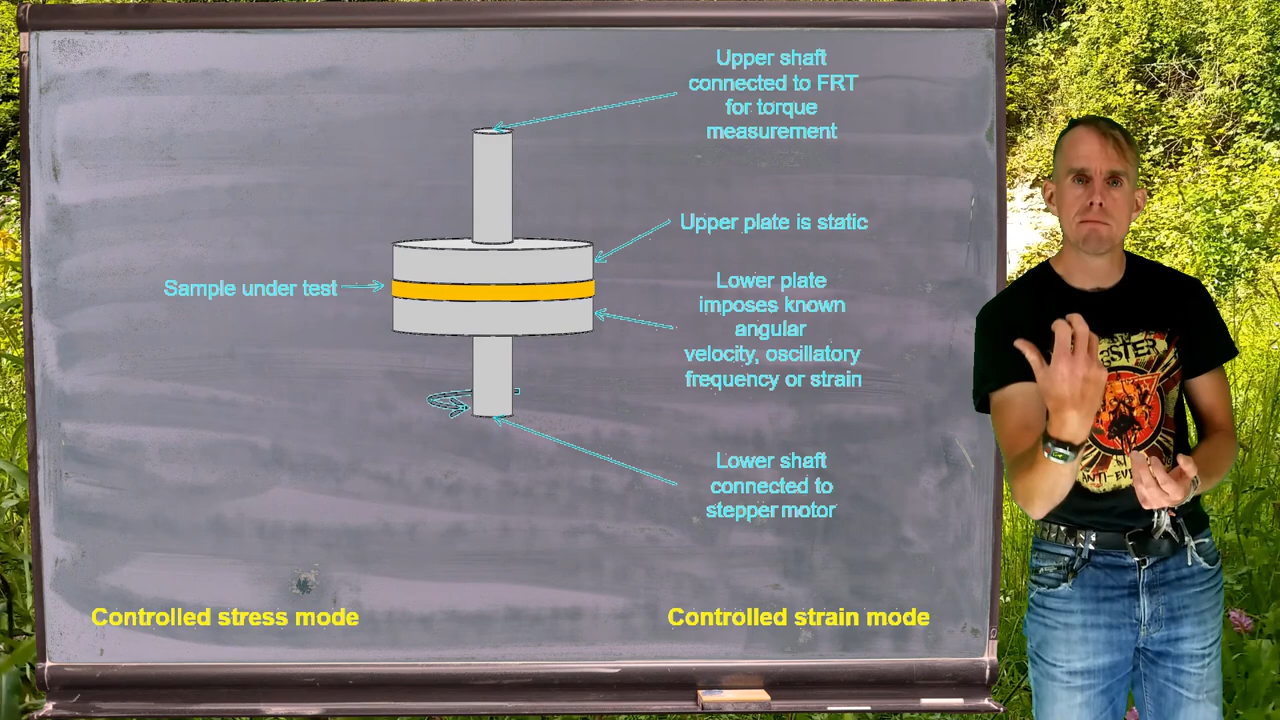 Upper shaft
connected to FRT
for torque
measurement
Upper plate is static
Sample under test
Lower plate
imposes known
angular
velocity, oscillatory
frequency or strain
Lower shaft
connected to
stepper motor
Controlled stress mode
Controlled strain mode